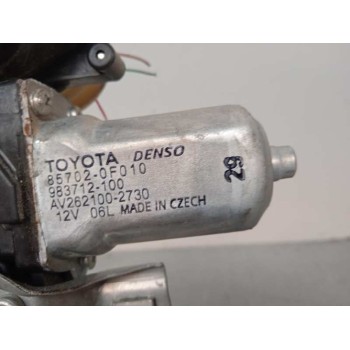 TOYOTA DENSO
85702-0F010
983712-100
AV262100-2730
12V 06L MADE IN CZECH
29